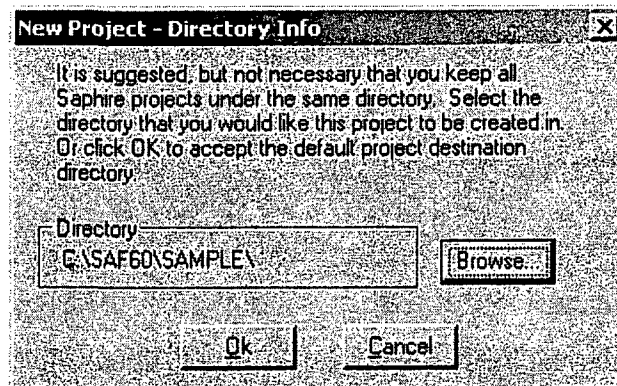 New Project - Directory Info
It is suggested, but not necessary that you keep all
Saphire projects under the same directory. Select the
directory that you would like this project to be created in.
Or click OK to accept the default project destination
directory.
Directory
C:\SAF60\SAMPLE\
Browse...
Ok
Cancel